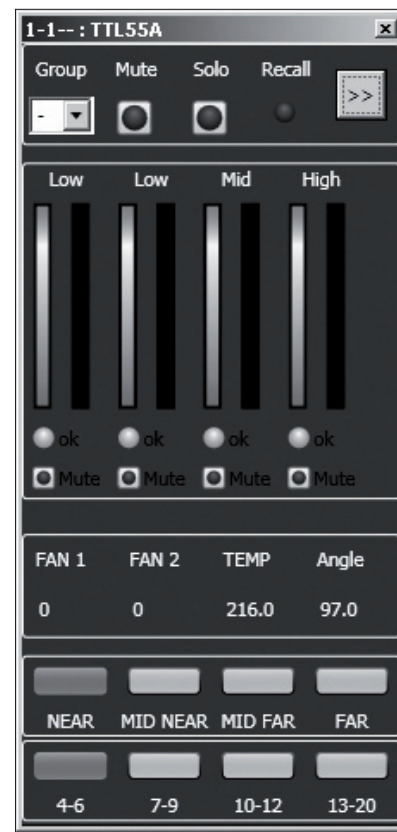 1-1-- : TTL55A x
Group Mute Solo Recall
- >>
Low Low Mid High
ok ok ok ok
Mute Mute Mute Mute
FAN 1 FAN 2 TEMP Angle
0 0 216.0 97.0
NEAR MID NEAR MID FAR FAR
4-6 7-9 10-12 13-20